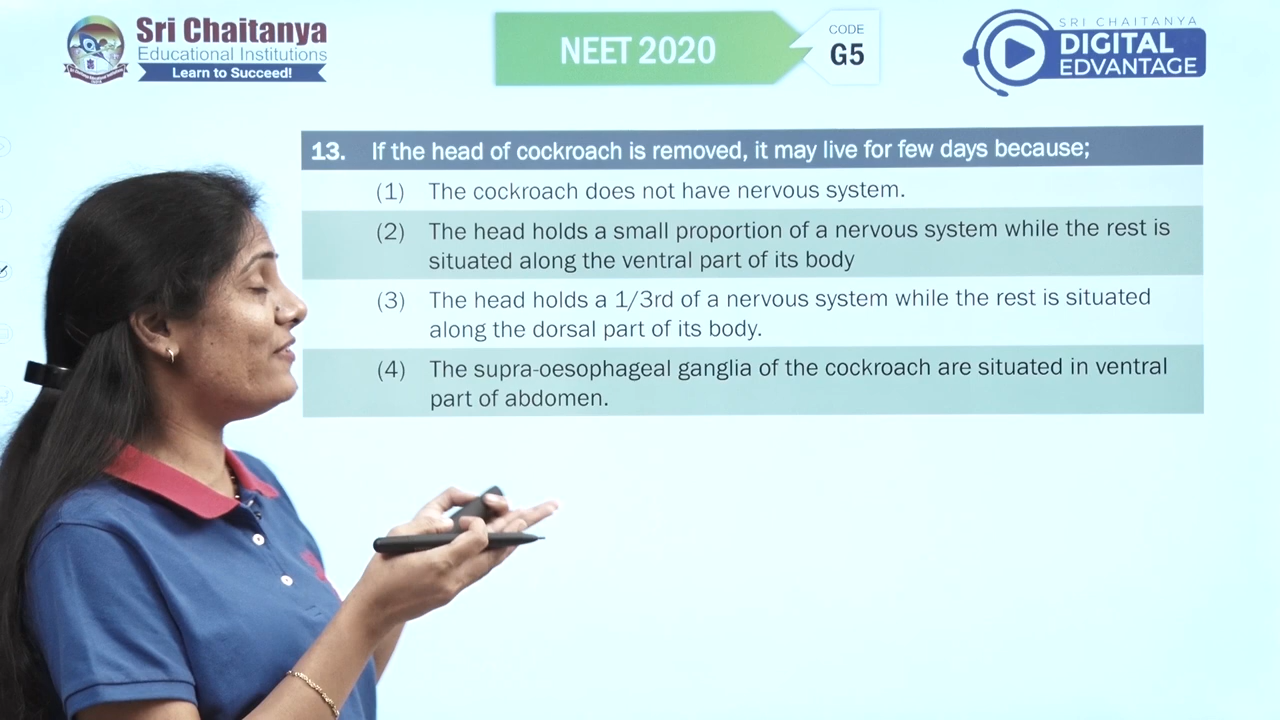 Sri Chaitanya
Educational Institutions
Learn to Succeed!
NEET 2020
CODE
G5
SRI CHAITANYA
DIGITAL
EDVANTAGE
13. If the head of cockroach is removed, it may live for few days because;
(1) The cockroach does not have nervous system.
(2) The head holds a small proportion of a nervous system while the rest is
situated along the ventral part of its body
(3) The head holds a 1/3rd of a nervous system while the rest is situated
along the dorsal part of its body.
(4) The supra-oesophageal ganglia of the cockroach are situated in ventral
part of abdomen.